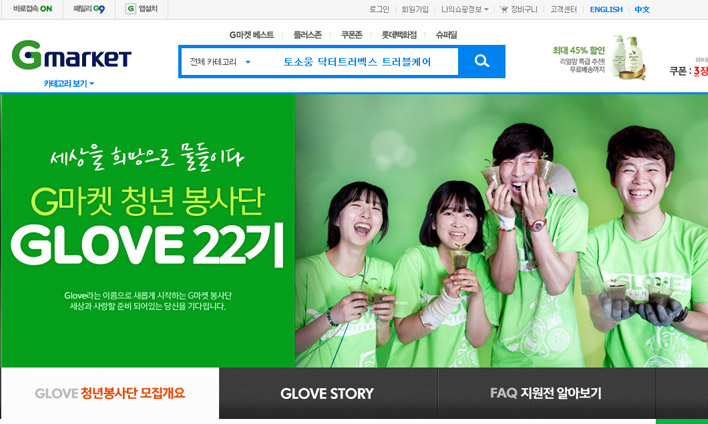 바로접속 ON 패밀리 G9 G 앱설치
로그인 회원가입 나의쇼핑정보 장바구니 고객센터 ENGLISH 中文
G마켓 베스트 플러스존 쿠폰존 롯데백화점 슈퍼딜
Gmarket
전체 카테고리 토소웅 닥터트러벡스 트러블케어
카테고리 보기
최대 45% 할인
리얼맘 특급 추천!
무료배송까지
쿠폰 : 3장
세상을 희망으로 물들이다
G마켓 청년 봉사단
GLOVE 22기
Glove라는 이름으로 새롭게 시작하는 G마켓 봉사단
세상과 사랑할 준비 되어있는 당신을 기다립니다.
GLOVE 청년봉사단 모집개요
GLOVE STORY
FAQ 지원전 알아보기